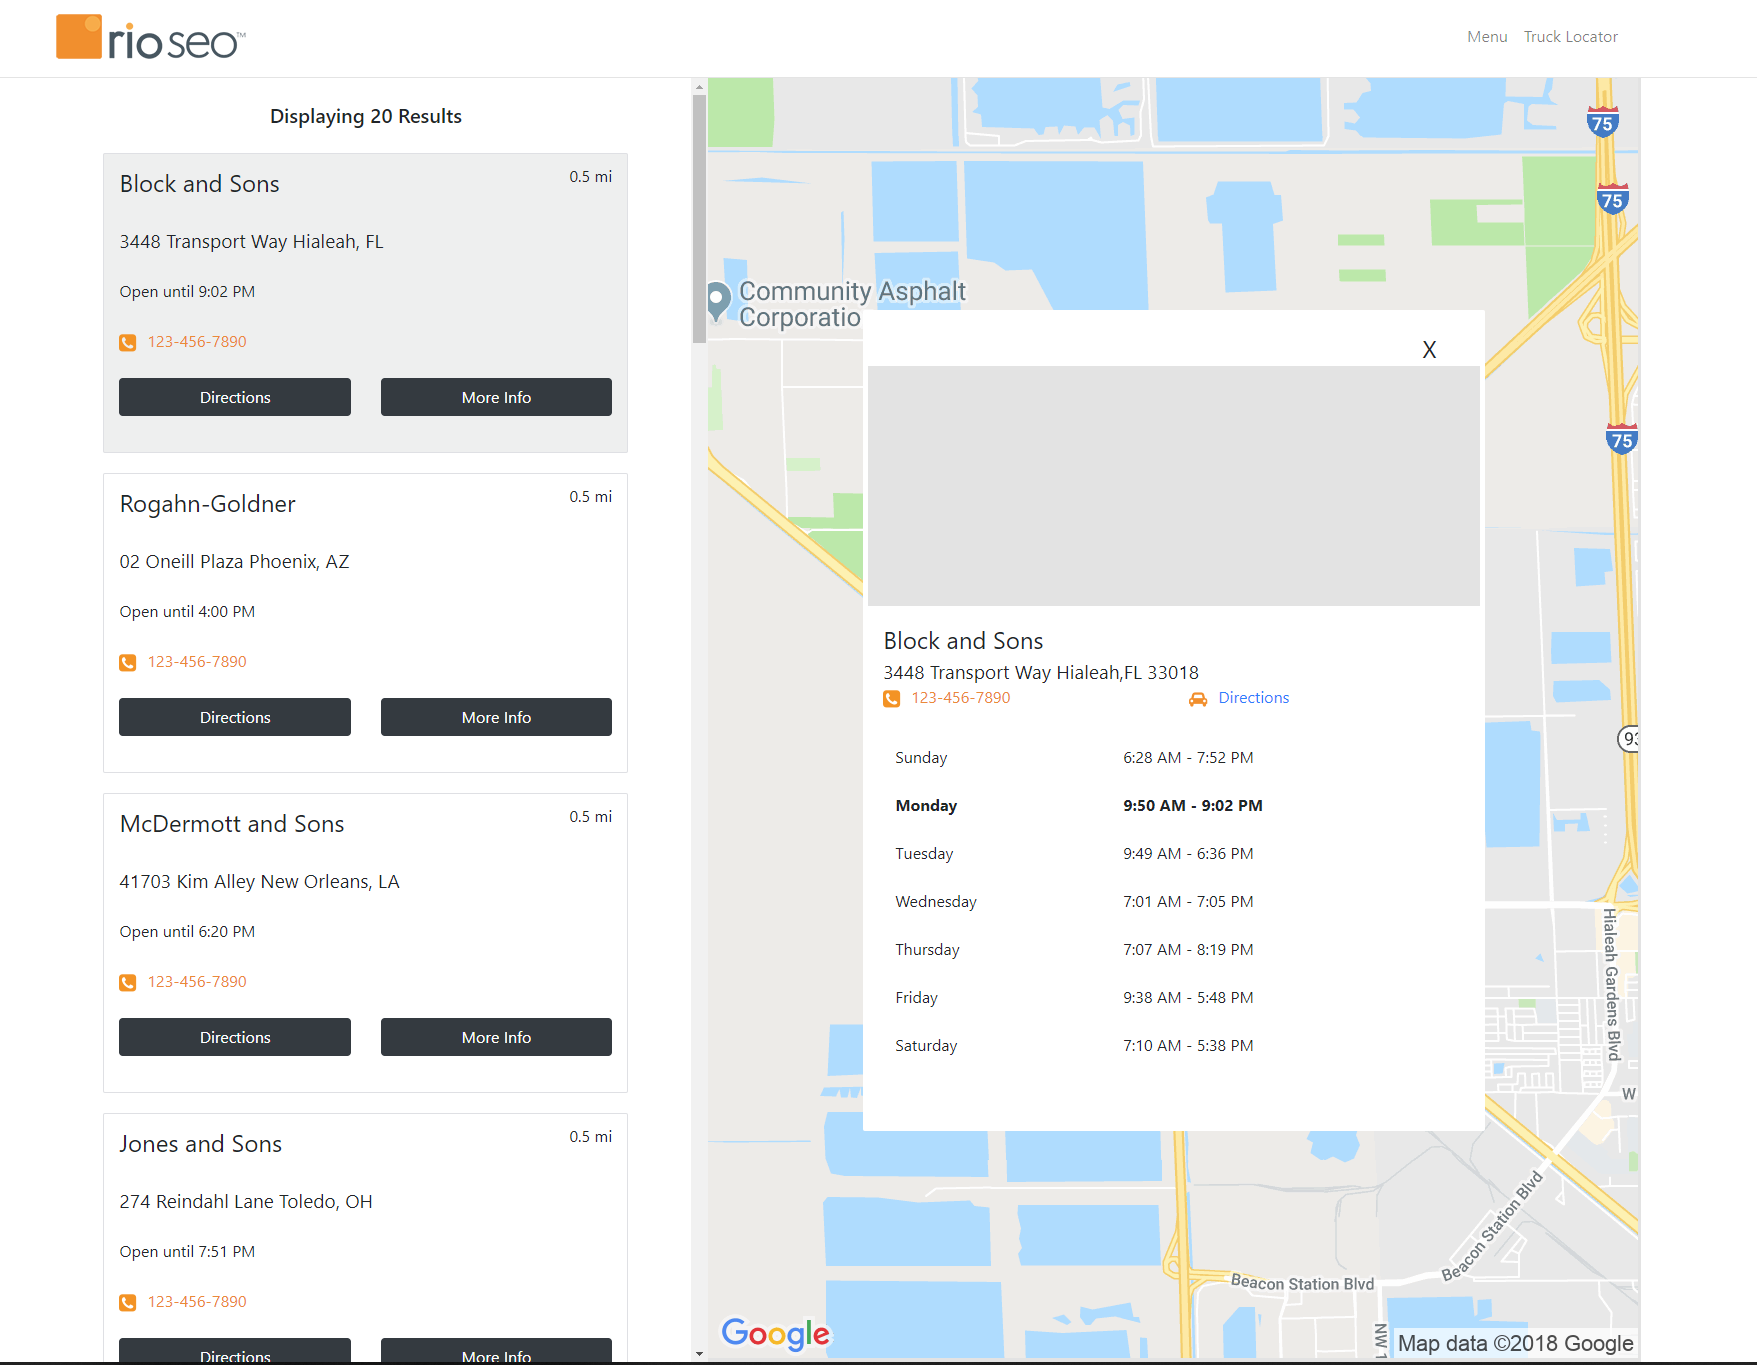 rio seo™
Menu
Truck Locator
Displaying 20 Results
Block and Sons
0.5 mi
3448 Transport Way Hialeah, FL
Open until 9:02 PM
123-456-7890
Directions
More Info
Rogahn-Goldner
0.5 mi
02 Oneill Plaza Phoenix, AZ
Open until 4:00 PM
123-456-7890
Directions
More Info
McDermott and Sons
0.5 mi
41703 Kim Alley New Orleans, LA
Open until 6:20 PM
123-456-7890
Directions
More Info
Jones and Sons
0.5 mi
274 Reindahl Lane Toledo, OH
Open until 7:51 PM
123-456-7890
Directions
More Info
75
75
Community Asphalt
Corporatio
75
X
Block and Sons
3448 Transport Way Hialeah,FL 33018
123-456-7890
Directions
Sunday 6:28 AM - 7:52 PM
Monday 9:50 AM - 9:02 PM
Tuesday 9:49 AM - 6:36 PM
Wednesday 7:01 AM - 7:05 PM
Thursday 7:07 AM - 8:19 PM
Friday 9:38 AM - 5:48 PM
Saturday 7:10 AM - 5:38 PM
Hialeah Gardens Blvd
W
Beacon Station Blvd
Beacon Station Blvd
NW 1
Google
Map data ©2018 Google